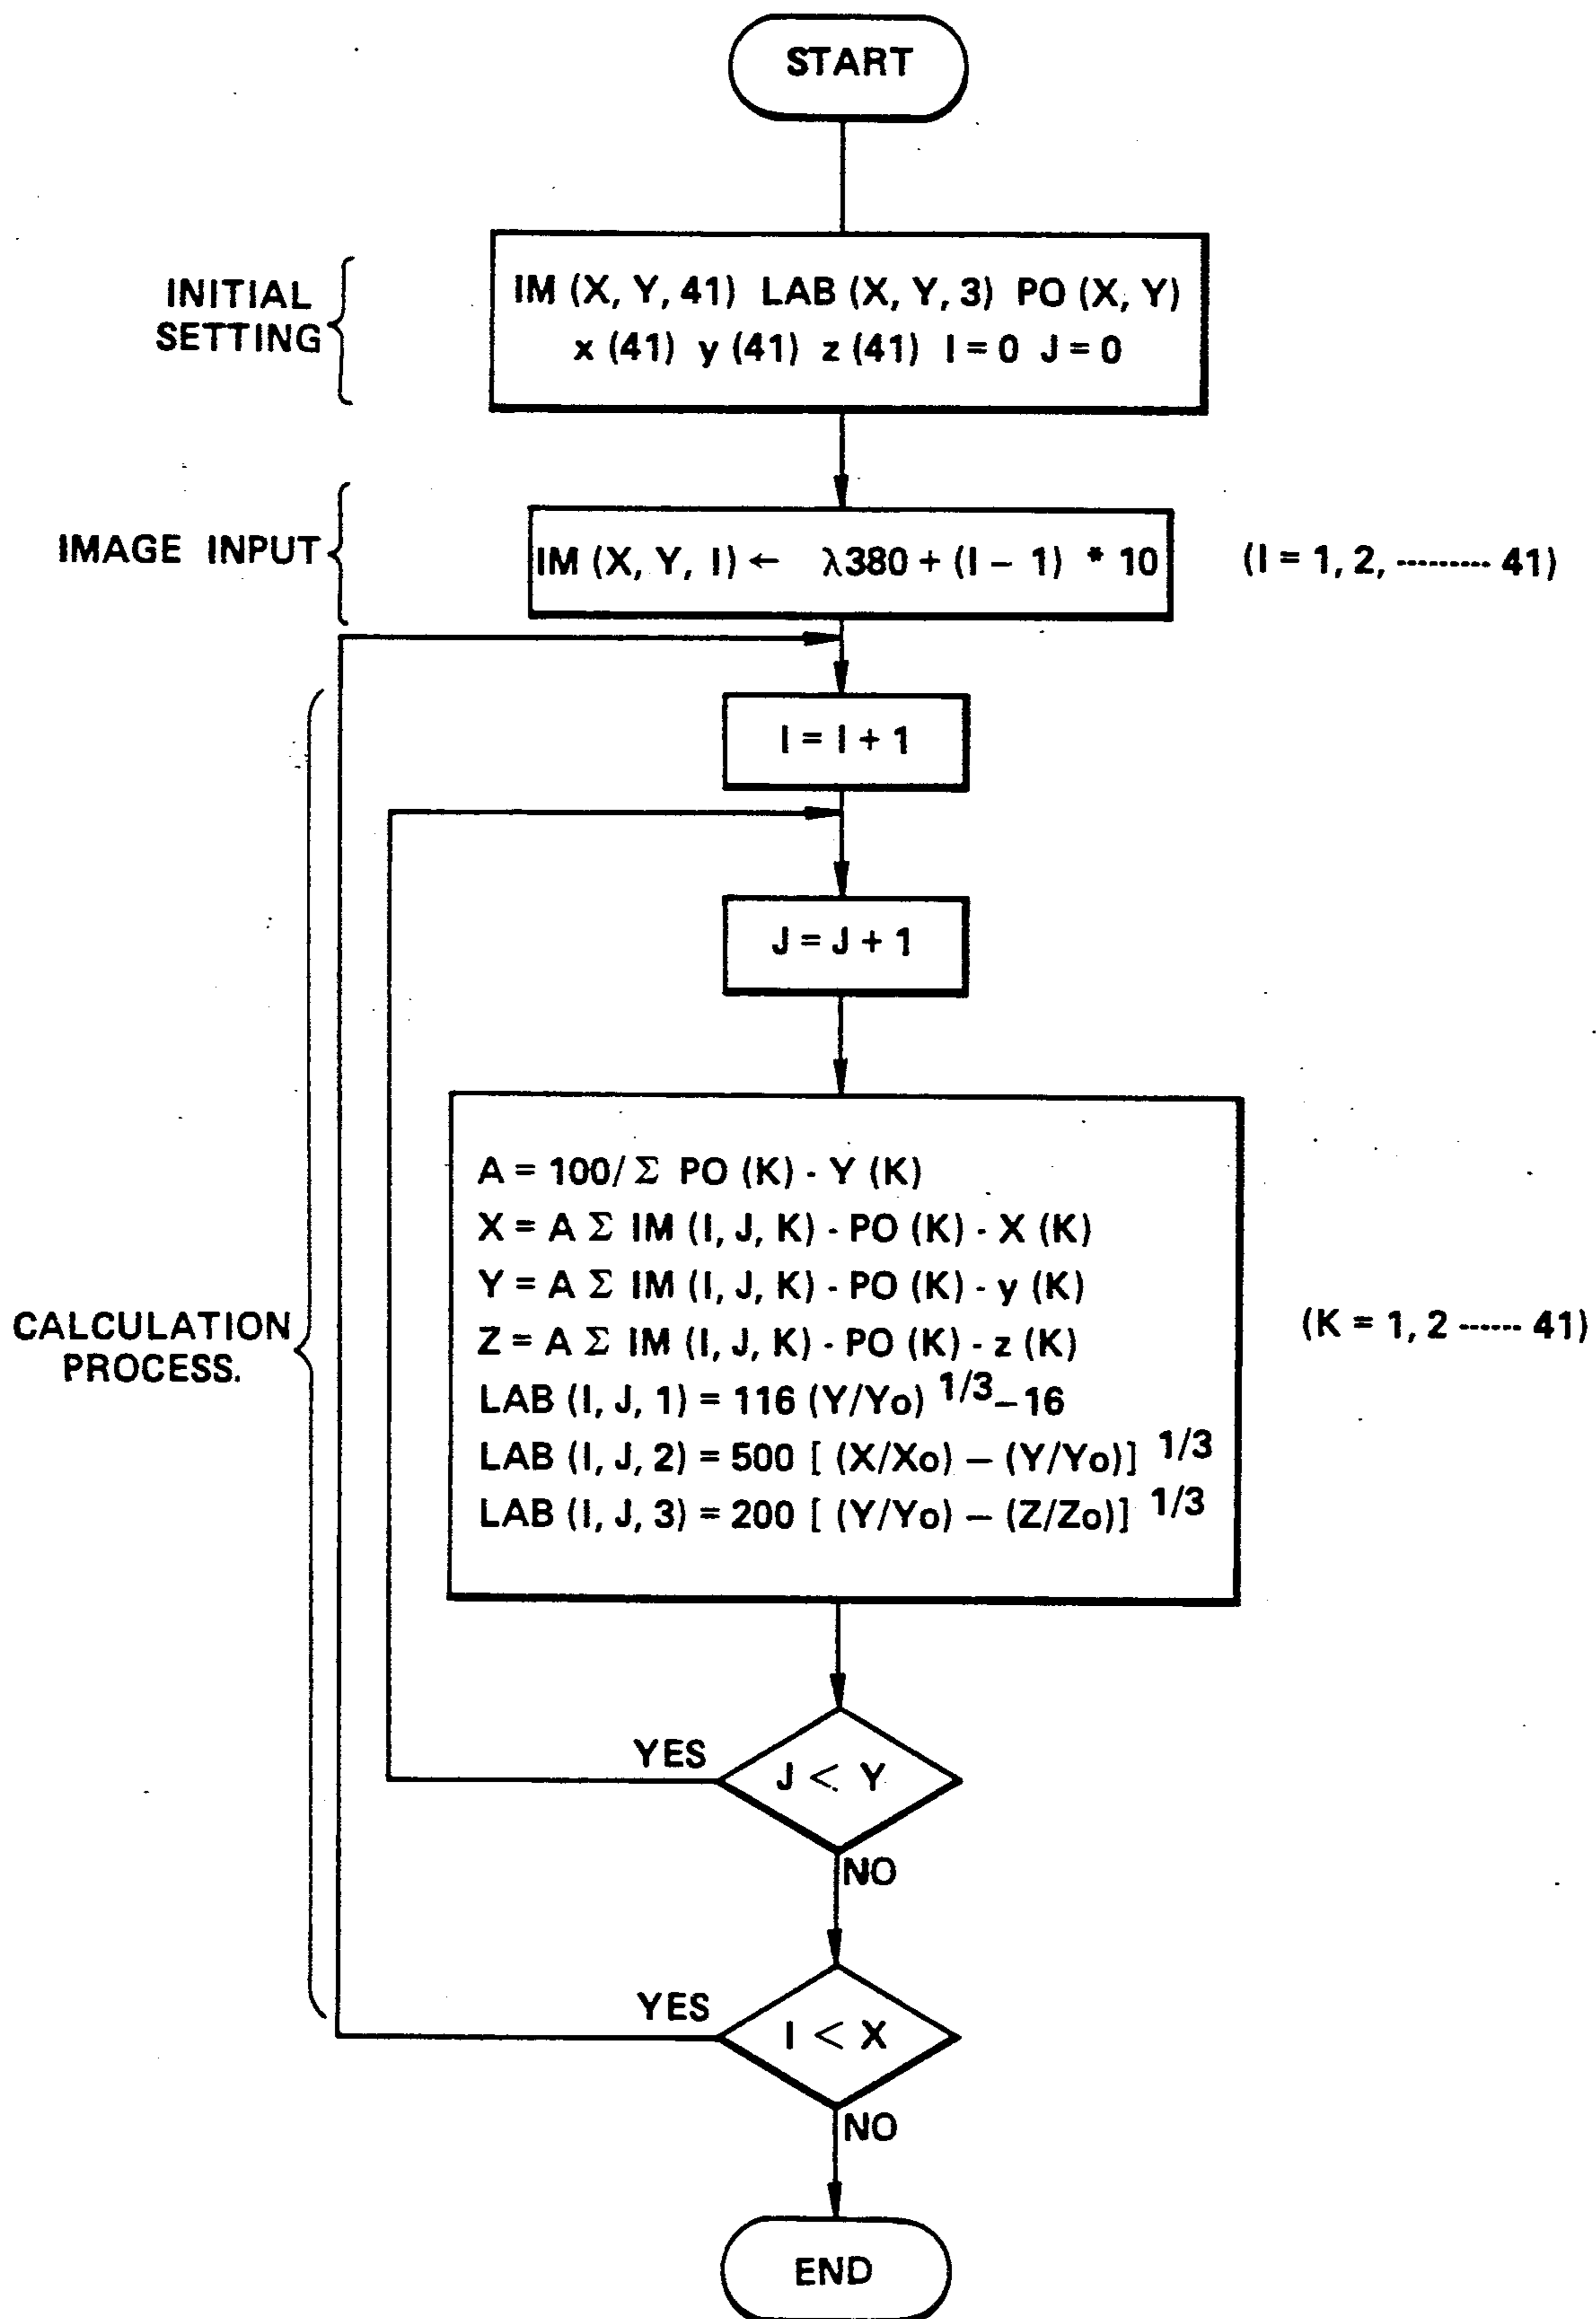 START
INITIAL
SETTING
IM (X, Y, 41) LAB (X, Y, 3) PO (X, Y)
x (41) y (41) z (41) I = 0 J = 0
IMAGE INPUT
IM (X, Y, I) ← λ380 + (I – 1) * 10
(I = 1, 2, --------- 41)
I = I + 1
J = J + 1
CALCULATION
PROCESS.
A = 100/ Σ PO (K) - Y (K)
X = A Σ IM (I, J, K) - PO (K) - X (K)
Y = A Σ IM (I, J, K) - PO (K) - y (K)
Z = A Σ IM (I, J, K) - PO (K) - z (K)
LAB (I, J, 1) = 116 (Y/Yo) 1/3 – 16
LAB (I, J, 2) = 500 [ (X/Xo) – (Y/Yo)] 1/3
LAB (I, J, 3) = 200 [ (Y/Yo) – (Z/Zo)] 1/3
(K = 1, 2 ------ 41)
YES
J < Y
NO
YES
I < X
NO
END